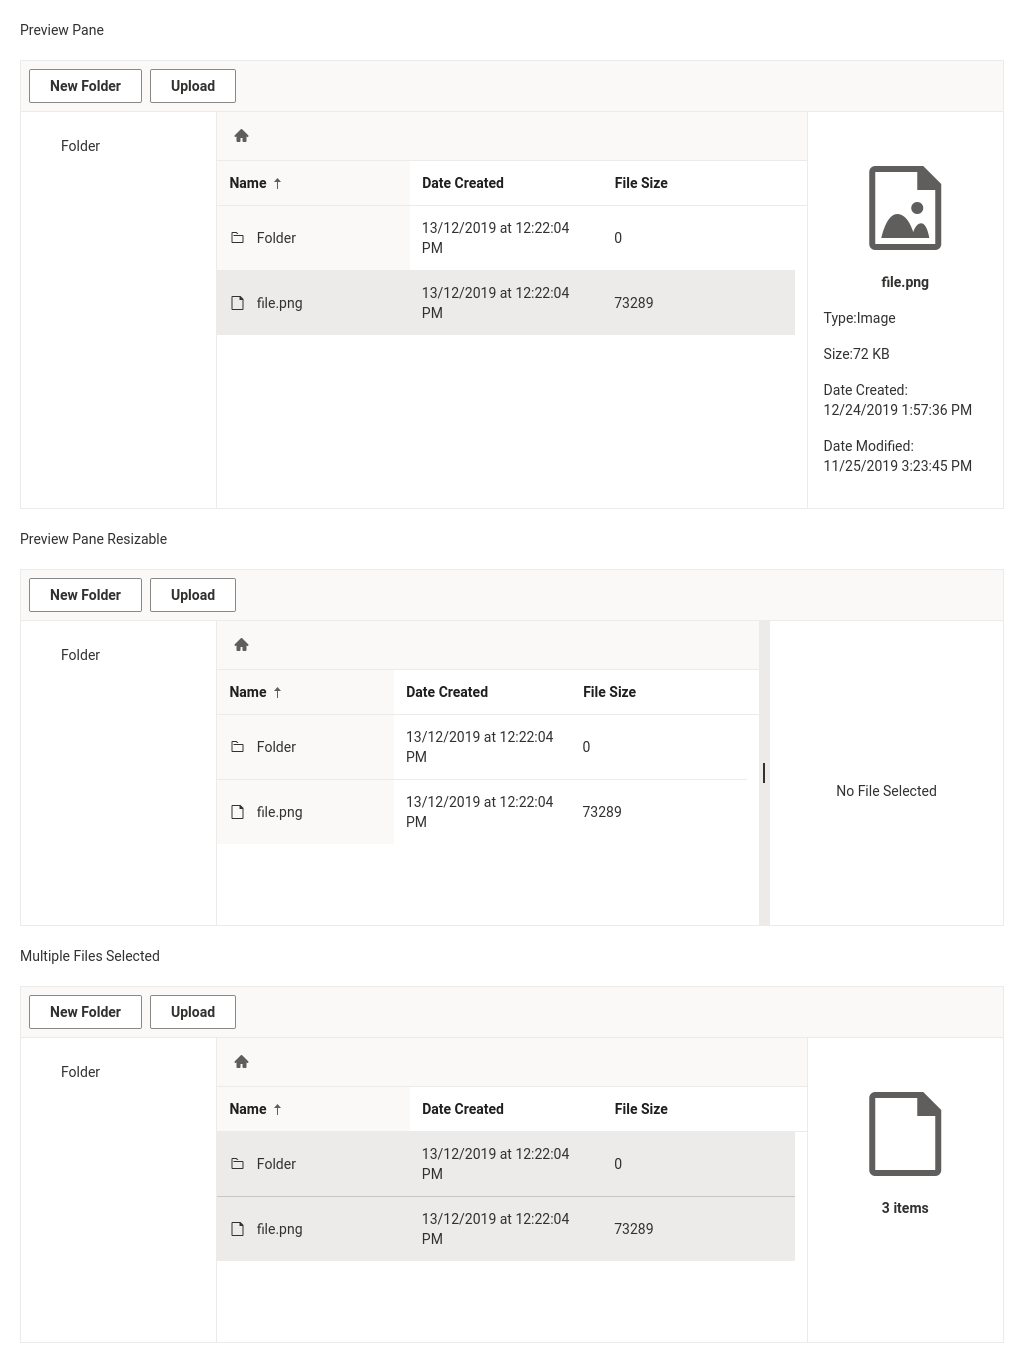 Preview Pane
New Folder Upload
Folder
Name Date Created File Size
Folder 13/12/2019 at 12:22:04 PM 0
file.png 13/12/2019 at 12:22:04 PM 73289
file.png
Type:Image
Size:72 KB
Date Created:
12/24/2019 1:57:36 PM
Date Modified:
11/25/2019 3:23:45 PM
Preview Pane Resizable
New Folder Upload
Folder
Name Date Created File Size
Folder 13/12/2019 at 12:22:04 PM 0
file.png 13/12/2019 at 12:22:04 PM 73289
No File Selected
Multiple Files Selected
New Folder Upload
Folder
Name Date Created File Size
Folder 13/12/2019 at 12:22:04 PM 0
file.png 13/12/2019 at 12:22:04 PM 73289
3 items